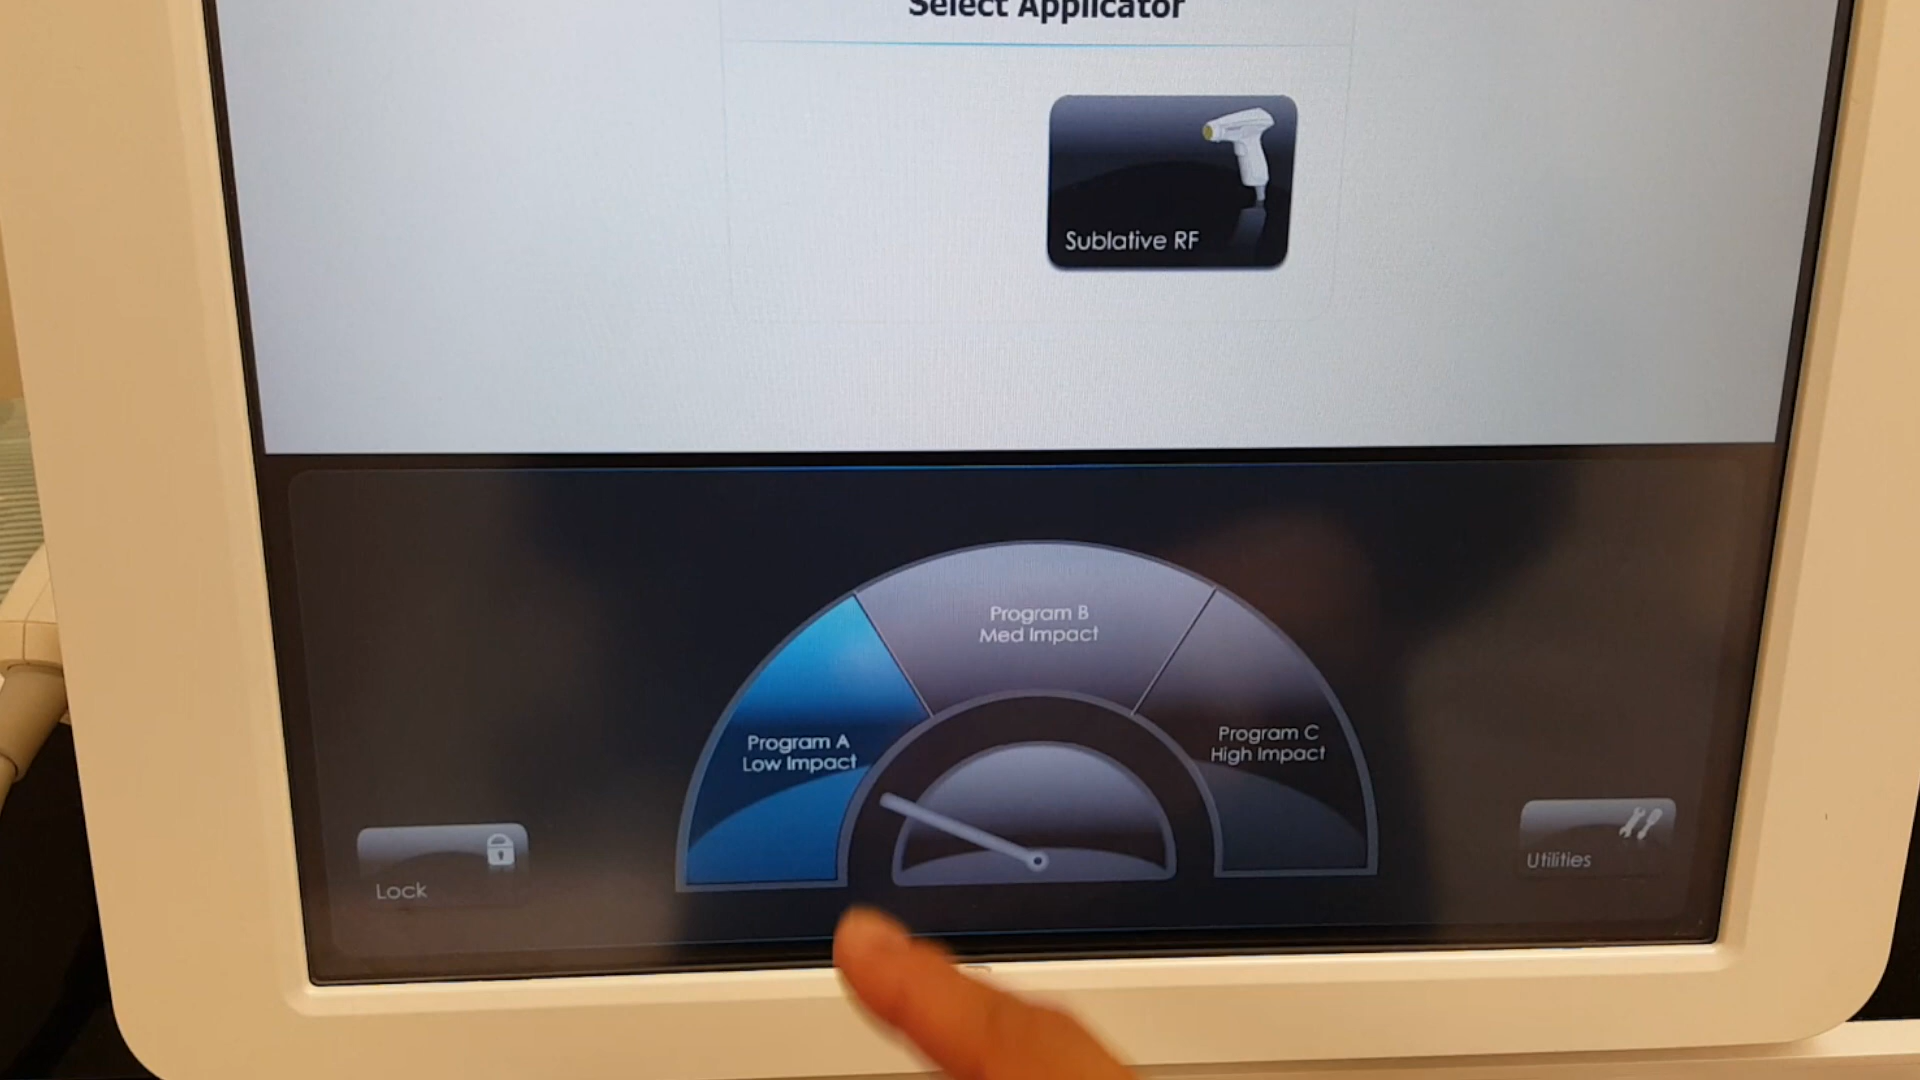 Select Applicator
Sublative RF
Program B
Med Impact
Program A
Low Impact
Program C
High Impact
Lock
Utilities